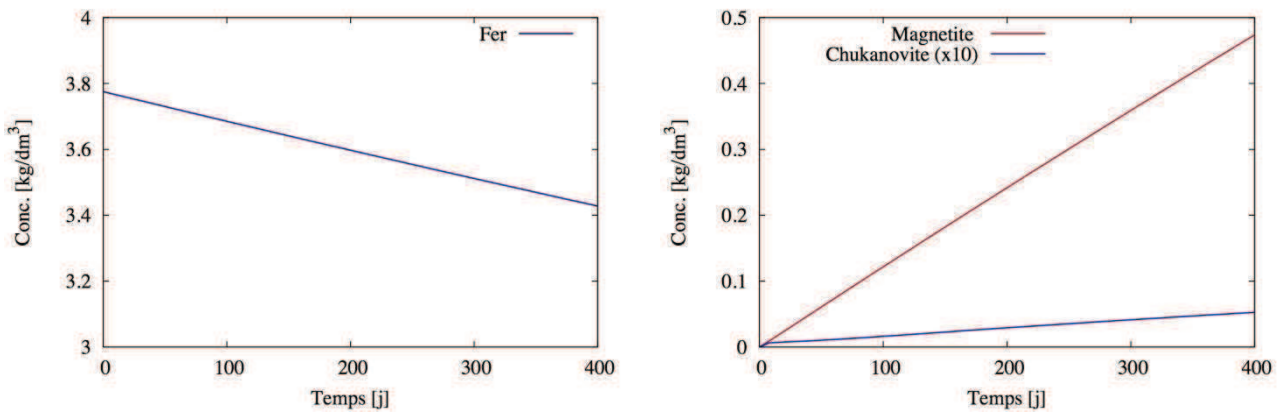 4
3.8
3.6
3.4
3.2
3
0 100 200 300 400
Conc. [kg/dm³]
Temps [j]
Fer
0.5
0.4
0.3
0.2
0.1
0
0 100 200 300 400
Conc. [kg/dm³]
Temps [j]
Magnetite
Chukanovite (x10)